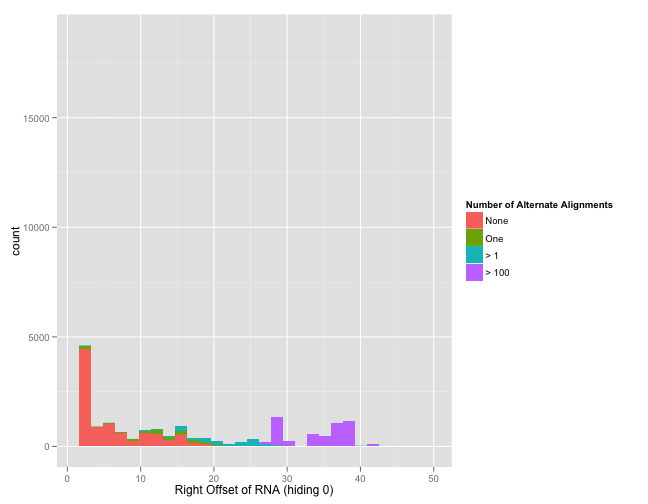 15000
10000
5000
0
count
0 10 20 30 40 50
Right Offset of RNA (hiding 0)
Number of Alternate Alignments
None
One
> 1
> 100